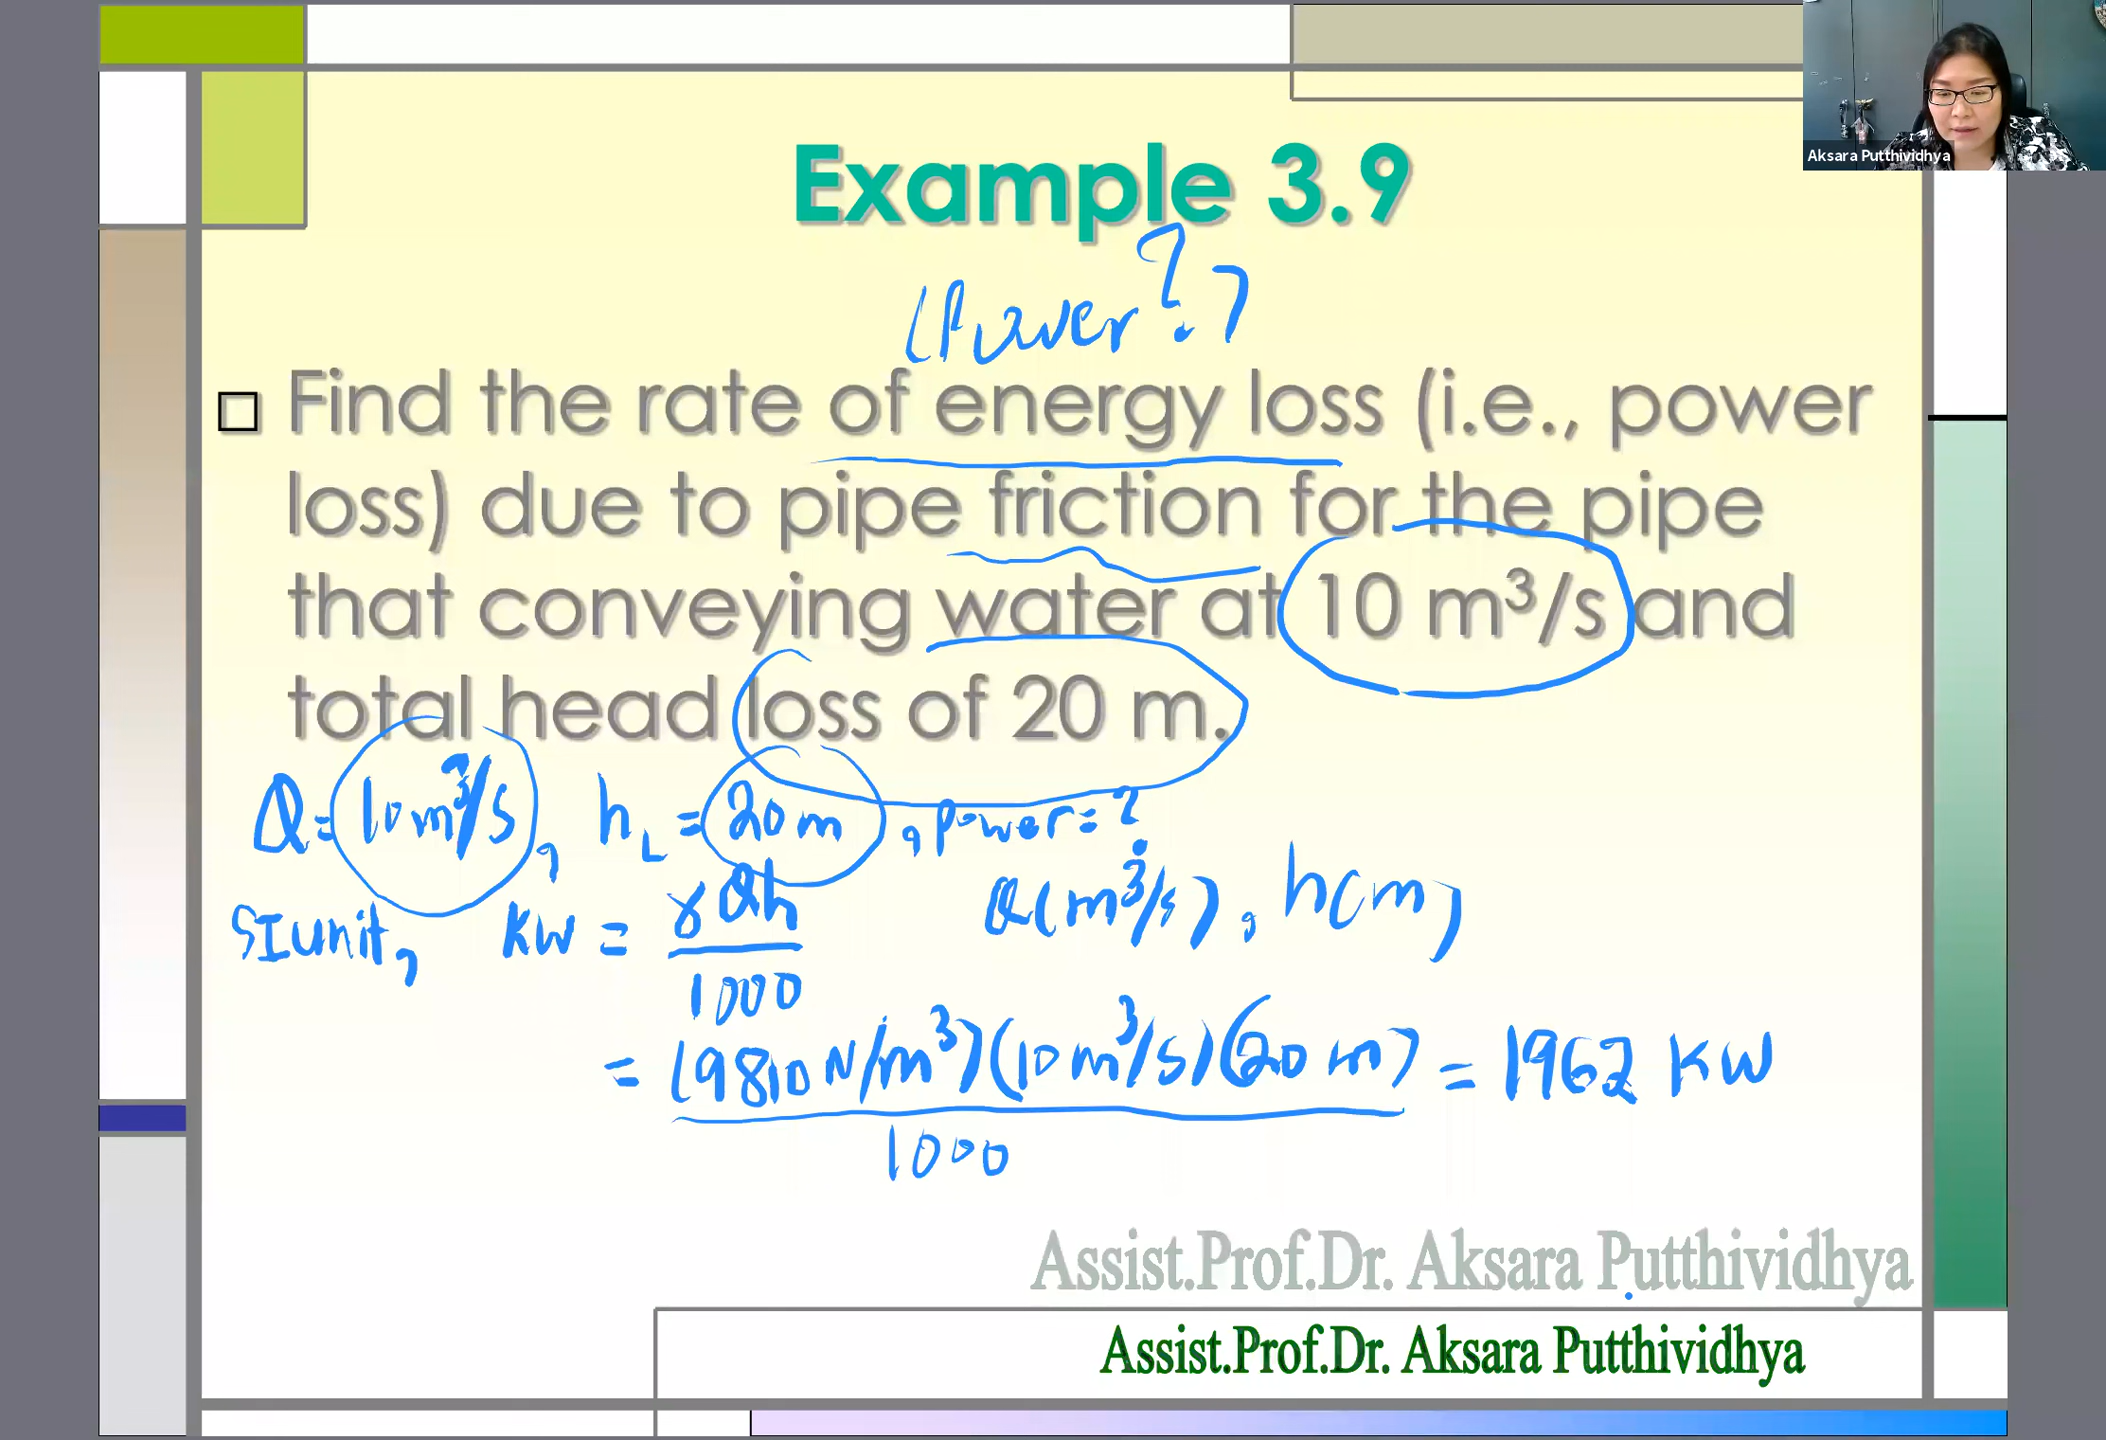 Aksara Putthividhya
Example 3.9
(Power?)
Find the rate of energy loss (i.e., power
loss) due to pipe friction for the pipe
that conveying water at 10 m³/s and
total head loss of 20 m.
Q = 10 m³/s, h_L = 20 m, power = ?
SI unit, KW = γQh / 1000 Q(m³/s), h(m)
= (9810 N/m³)(10 m³/s)(20 m) / 1000 = 1962 KW
Assist.Prof.Dr. Aksara Putthividhya
Assist.Prof.Dr. Aksara Putthividhya